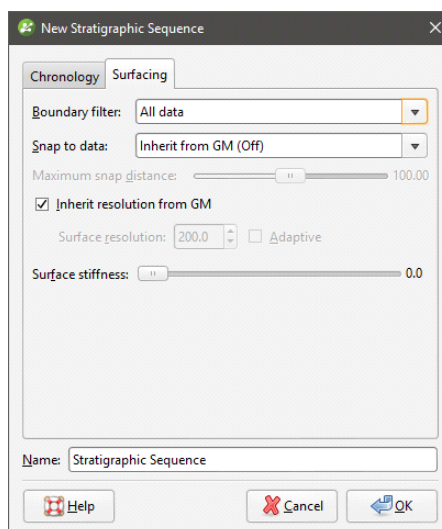 New Stratigraphic Sequence
Chronology Surfacing
Boundary filter: All data
Snap to data: Inherit from GM (Off)
Maximum snap distance: 100.00
Inherit resolution from GM
Surface resolution: 200.0 Adaptive
Surface stiffness: 0.0
Name: Stratigraphic Sequence
Help Cancel OK